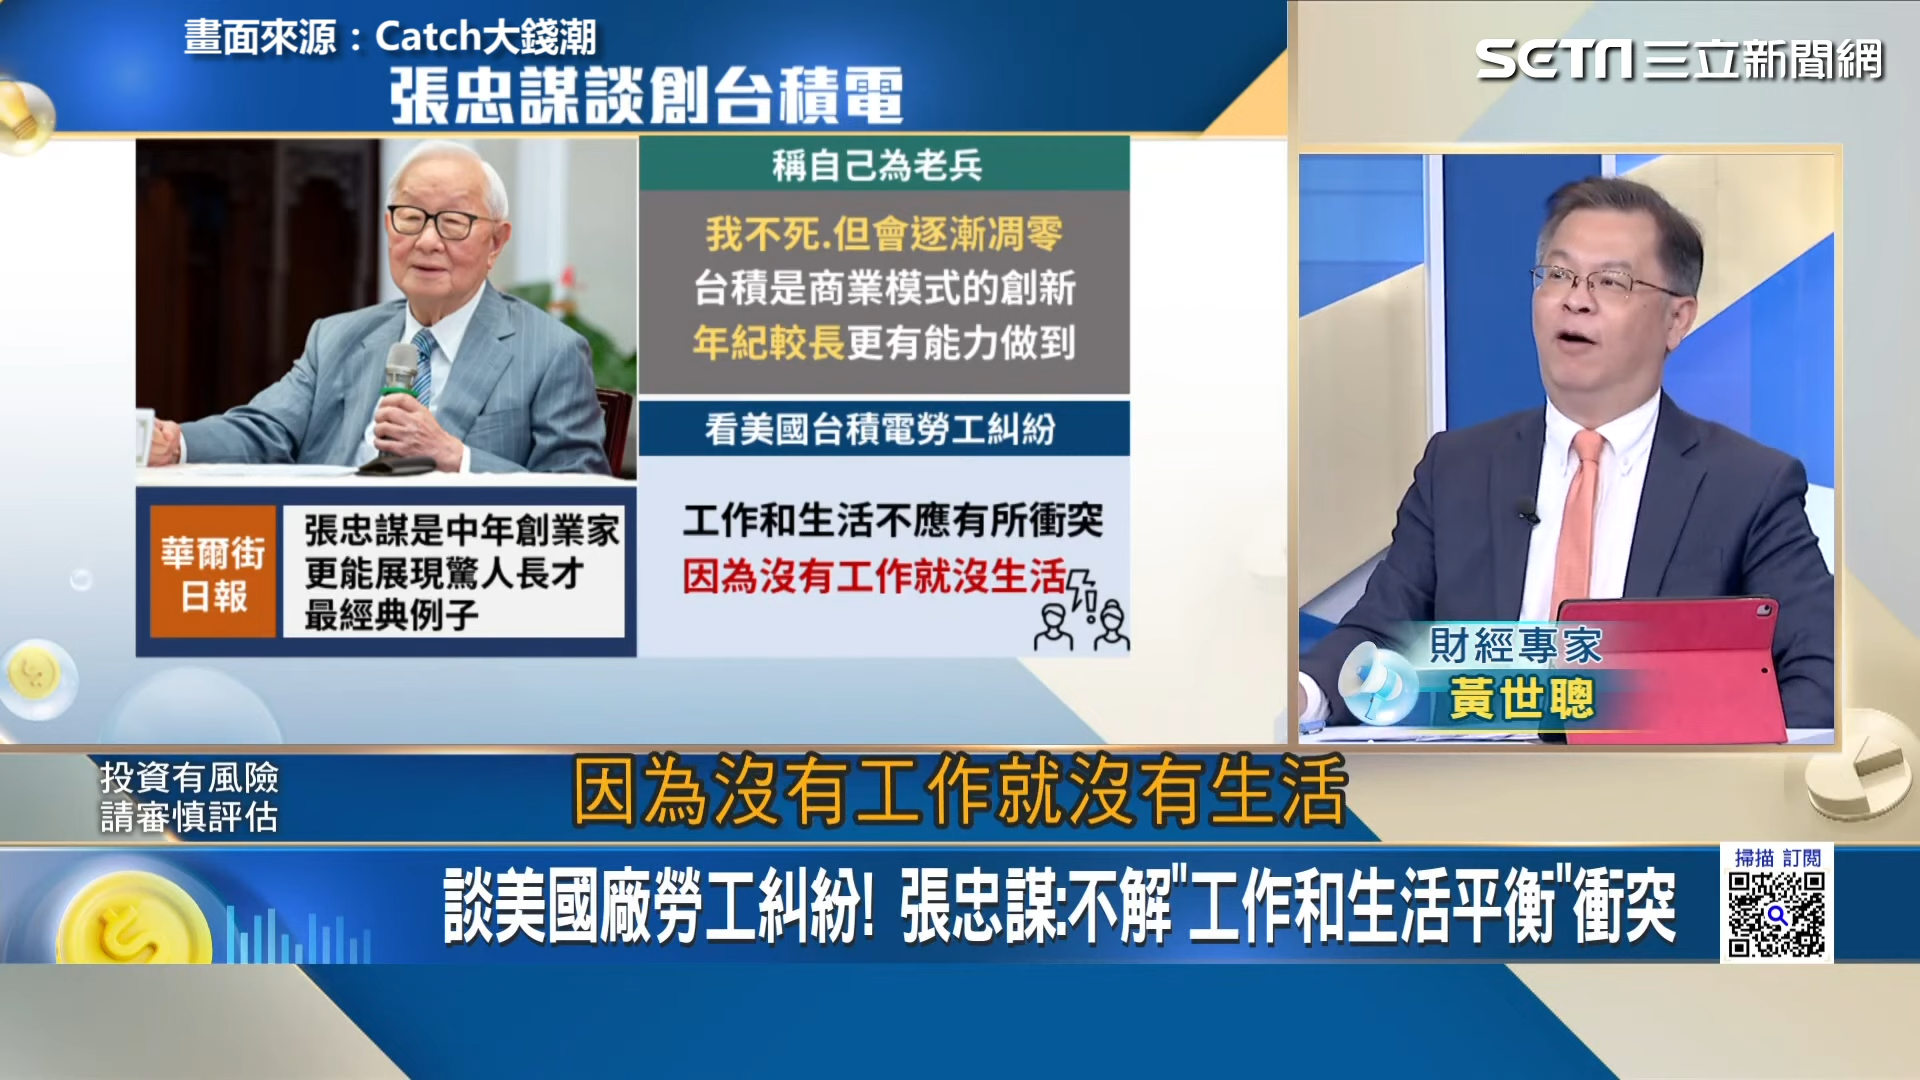 畫面來源：Catch大錢潮
張忠謀談創台積電
SETN三立新聞網
稱自己為老兵
我不死.但會逐漸凋零
台積是商業模式的創新
年紀較長更有能力做到
看美國台積電勞工糾紛
工作和生活不應有所衝突
因為沒有工作就沒生活
華爾街
日報
張忠謀是中年創業家
更能展現驚人長才
最經典例子
財經專家
黃世聰
投資有風險
請審慎評估
因為沒有工作就沒有生活
談美國廠勞工糾紛! 張忠謀:不解"工作和生活平衡"衝突
掃描 訂閱